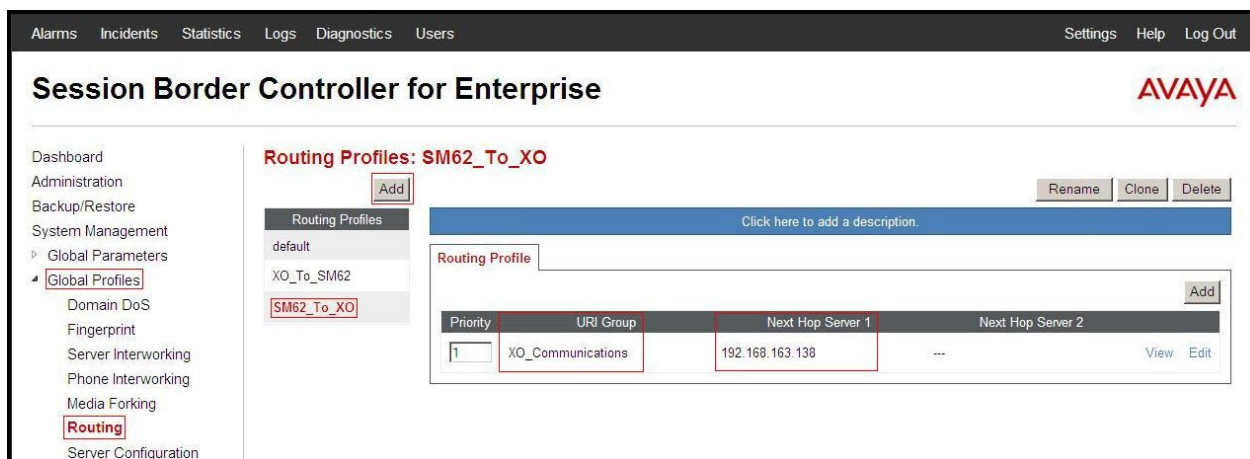 Alarms Incidents Statistics Logs Diagnostics Users Settings Help Log Out
Session Border Controller for Enterprise
AVAYA
Dashboard
Administration
Backup/Restore
System Management
Global Parameters
Global Profiles
Domain DoS
Fingerprint
Server Interworking
Phone Interworking
Media Forking
Routing
Server Configuration
Routing Profiles: SM62_To_XO
Add
Rename Clone Delete
Routing Profiles
default
XO_To_SM62
SM62_To_XO
Click here to add a description.
Routing Profile
Add
Priority URI Group Next Hop Server 1 Next Hop Server 2
1 XO_Communications 192.168.163.138 --- View Edit